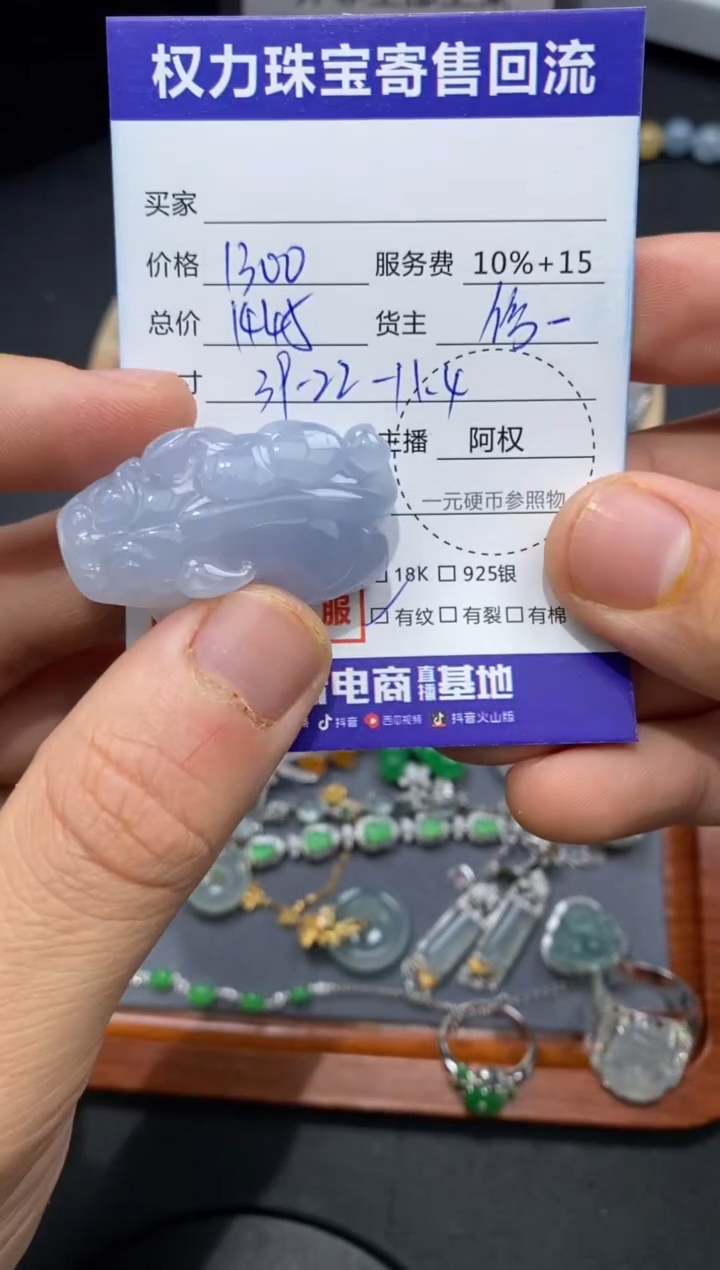 权力珠宝寄售回流
买家
价格 1300 服务费 10%+15
总价 1445 货主
寸 39-22-11.4
主播 阿权
一元硬币参照物
18K 925银
服 有纹 有裂 有棉
电商 直播 基地
抖音 西瓜视频 抖音火山版